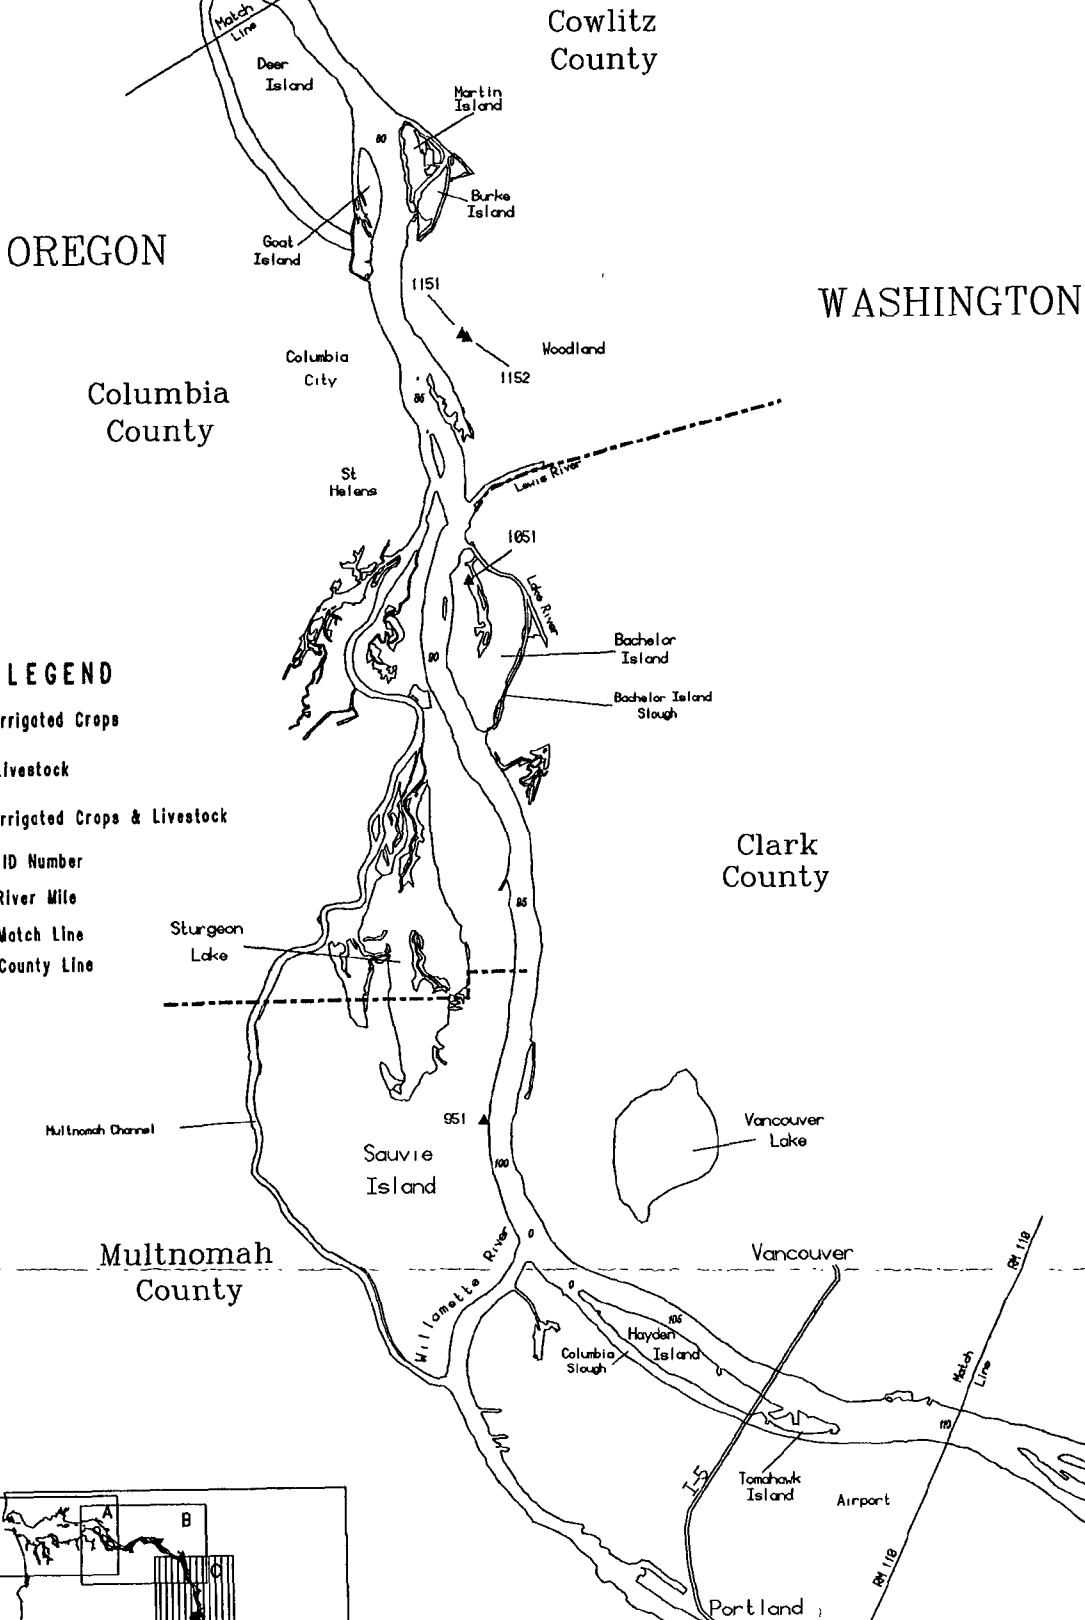 Match
Line
Cowlitz
County
Deer
Island
Martin
Island
80
Burke
Island
OREGON
Goat
Island
1151
WASHINGTON
Columbia
City
Woodland
1152
Columbia
County
86
St
Helens
Lewis River
1051
Lake River
Bachelor
Island
90
LEGEND
Bachelor Island
Slough
rrigated Crops
Livestock
rrigated Crops & Livestock
Clark
County
ID Number
River Mile
95
Match Line
County Line
Sturgeon
Lake
951
Multnomah Channel
Vancouver
Lake
Sauvie
Island
100
Willamette River
0
Multnomah
County
Vancouver
RM 110
0
105
Hayden
Island
Columbia
Slough
Match
Line
110
I-5
Tomahawk
Island
Airport
A
B
C
RM 110
Portland